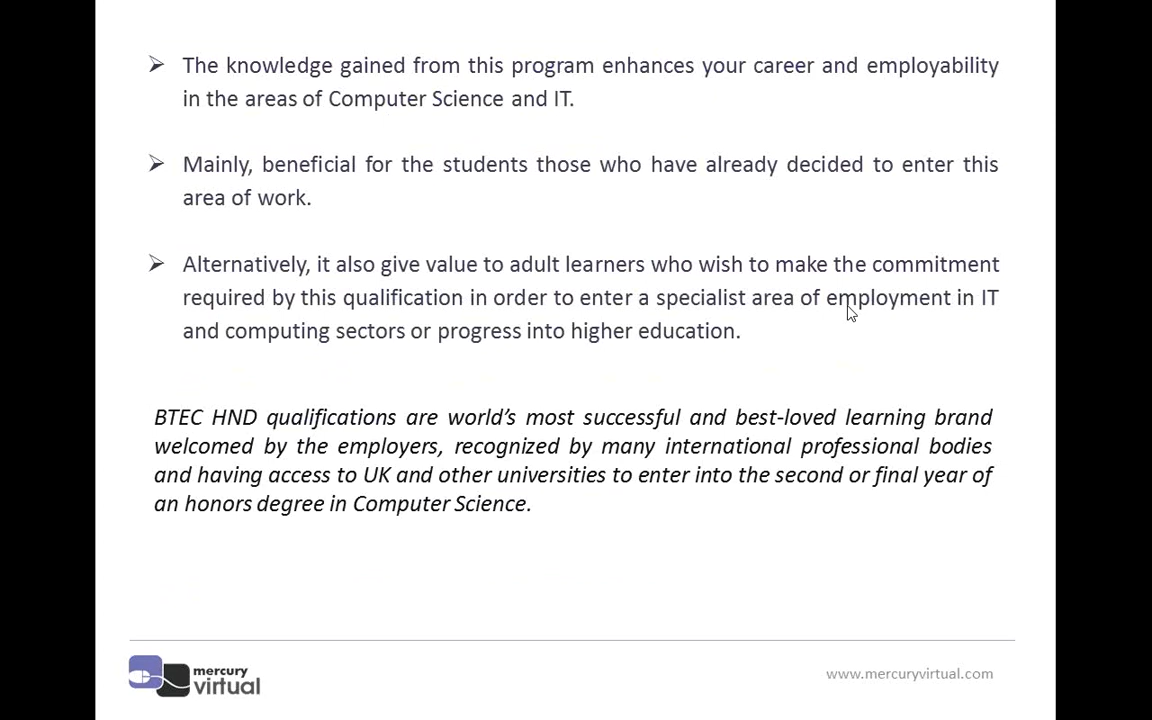 The knowledge gained from this program enhances your career and employability
in the areas of Computer Science and IT.
Mainly, beneficial for the students those who have already decided to enter this
area of work.
Alternatively, it also give value to adult learners who wish to make the commitment
required by this qualification in order to enter a specialist area of employment in IT
and computing sectors or progress into higher education.
BTEC HND qualifications are world's most successful and best-loved learning brand
welcomed by the employers, recognized by many international professional bodies
and having access to UK and other universities to enter into the second or final year of
an honors degree in Computer Science.
mercury
virtual
www.mercuryvirtual.com